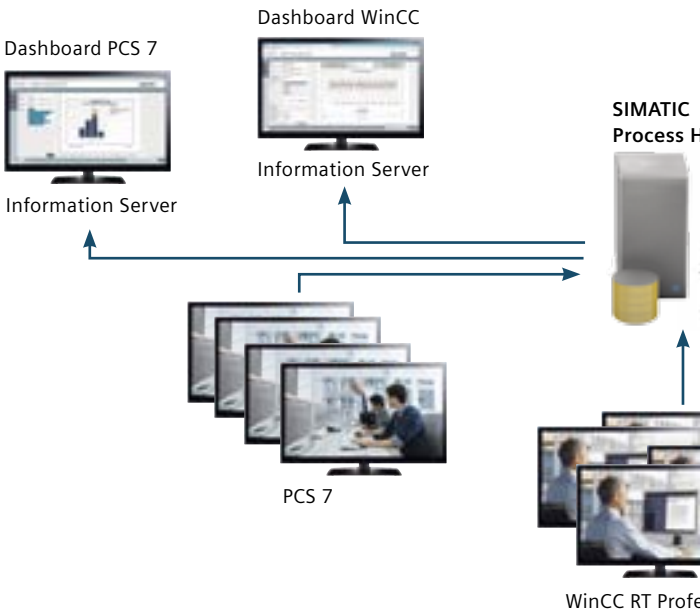 Dashboard WinCC
Dashboard PCS 7
SIMATIC
Process H
Information Server
Information Server
PCS 7
WinCC RT Profe